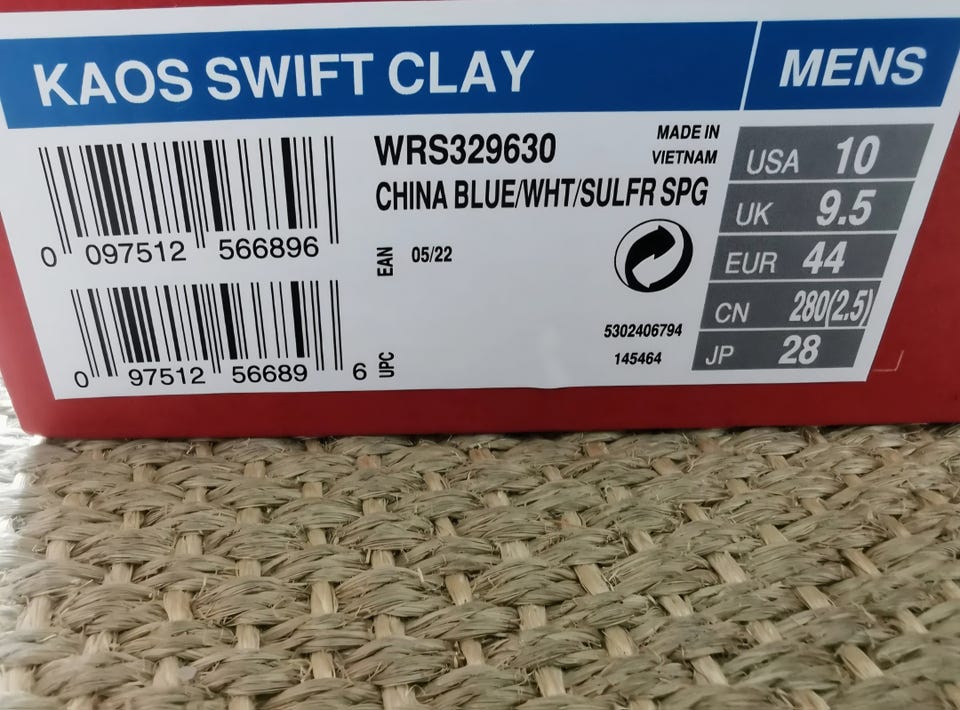 KAOS SWIFT CLAY
MENS
WRS329630
MADE IN
VIETNAM
CHINA BLUE/WHT/SULFR SPG
0 097512 566896
EAN 05/22
0 97512 56689 6
UPC
5302406794
145464
USA 10
UK 9.5
EUR 44
CN 280(2.5)
JP 28